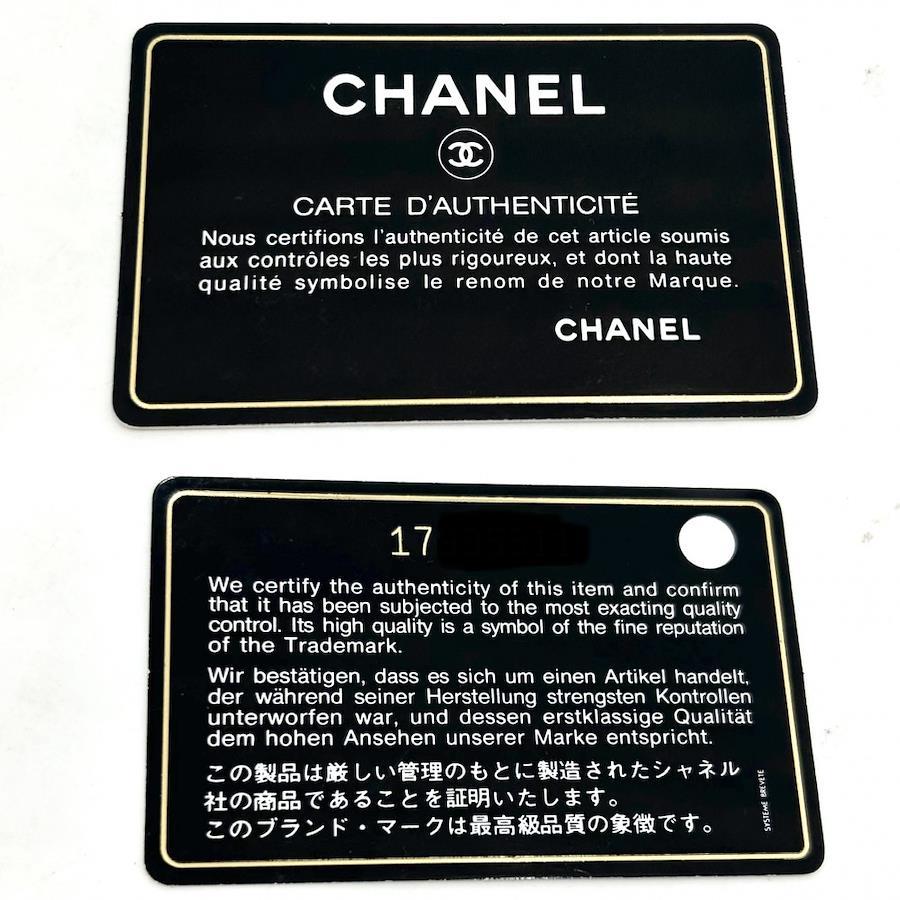 CHANEL
CARTE D'AUTHENTICITÉ
Nous certifions l'authenticité de cet article soumis
aux contrôles les plus rigoureux, et dont la haute
qualité symbolise le renom de notre Marque.
CHANEL
17
We certify the authenticity of this item and confirm
that it has been subjected to the most exacting quality
control. Its high quality is a symbol of the fine reputation
of the Trademark.
Wir bestätigen, dass es sich um einen Artikel handelt,
der während seiner Herstellung strengsten Kontrollen
unterworfen war, und dessen erstklassige Qualität
dem hohen Ansehen unserer Marke entspricht.
この製品は厳しい管理のもとに製造されたシャネル
社の商品であることを証明いたします。
このブランド・マークは最高級品質の象徴です。
SYSTEME BREVETE